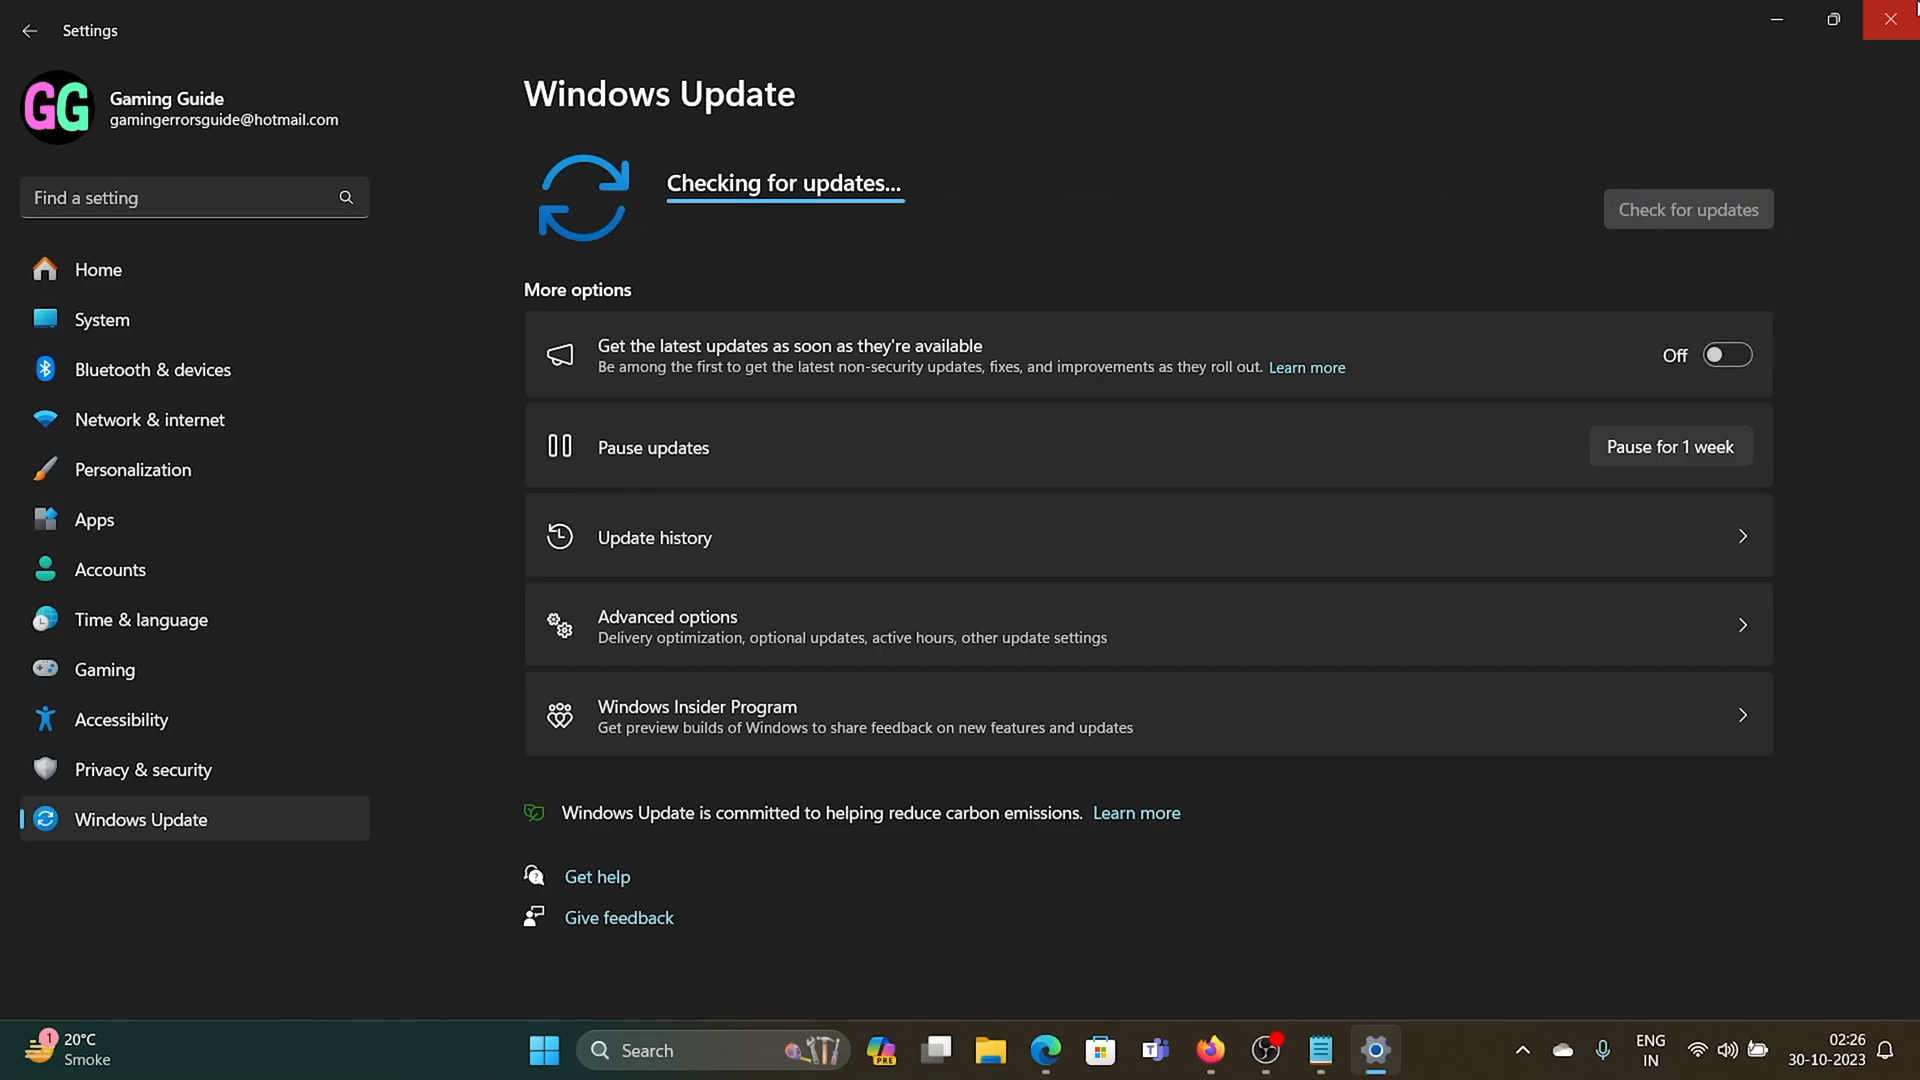 Settings
GG
Gaming Guide
gamingerrorsguide@hotmail.com
Find a setting
Home
System
Bluetooth & devices
Network & internet
Personalization
Apps
Accounts
Time & language
Gaming
Accessibility
Privacy & security
Windows Update
Windows Update
Checking for updates...
Check for updates
More options
Get the latest updates as soon as they're available
Be among the first to get the latest non-security updates, fixes, and improvements as they roll out. Learn more
Off
Pause updates
Pause for 1 week
Update history
Advanced options
Delivery optimization, optional updates, active hours, other update settings
Windows Insider Program
Get preview builds of Windows to share feedback on new features and updates
Windows Update is committed to helping reduce carbon emissions. Learn more
Get help
Give feedback
1
20°C
Smoke
Search
PRE
ENG
IN
02:26
30-10-2023